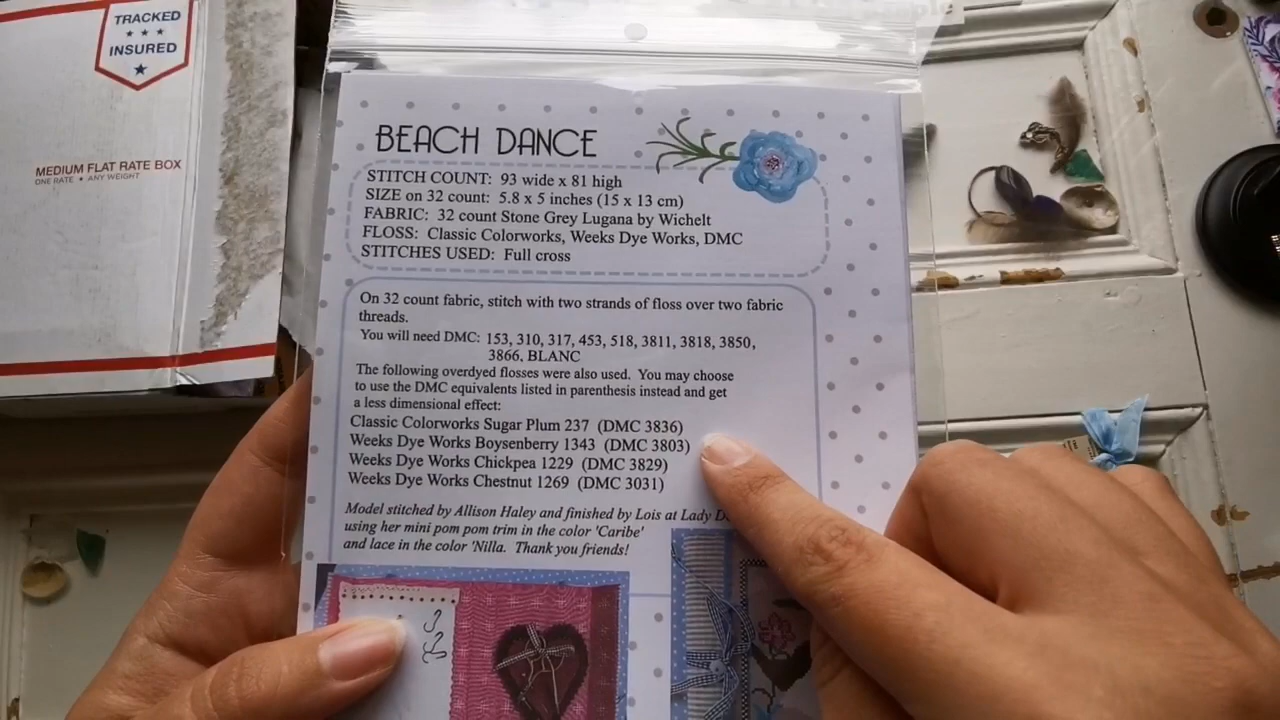 TRACKED
INSURED
MEDIUM FLAT RATE BOX
ONE RATE • ANY WEIGHT
BEACH DANCE
STITCH COUNT: 93 wide x 81 high
SIZE on 32 count: 5.8 x 5 inches (15 x 13 cm)
FABRIC: 32 count Stone Grey Lugana by Wichelt
FLOSS: Classic Colorworks, Weeks Dye Works, DMC
STITCHES USED: Full cross
On 32 count fabric, stitch with two strands of floss over two fabric
threads.
You will need DMC: 153, 310, 317, 453, 518, 3811, 3818, 3850,
3866, BLANC
The following overdyed flosses were also used. You may choose
to use the DMC equivalents listed in parenthesis instead and get
a less dimensional effect:
Classic Colorworks Sugar Plum 237 (DMC 3836)
Weeks Dye Works Boysenberry 1343 (DMC 3803)
Weeks Dye Works Chickpea 1229 (DMC 3829)
Weeks Dye Works Chestnut 1269 (DMC 3031)
Model stitched by Allison Haley and finished by Lois at Lady
using her mini pom pom trim in the color 'Caribe'
and lace in the color 'Nilla. Thank you friends!